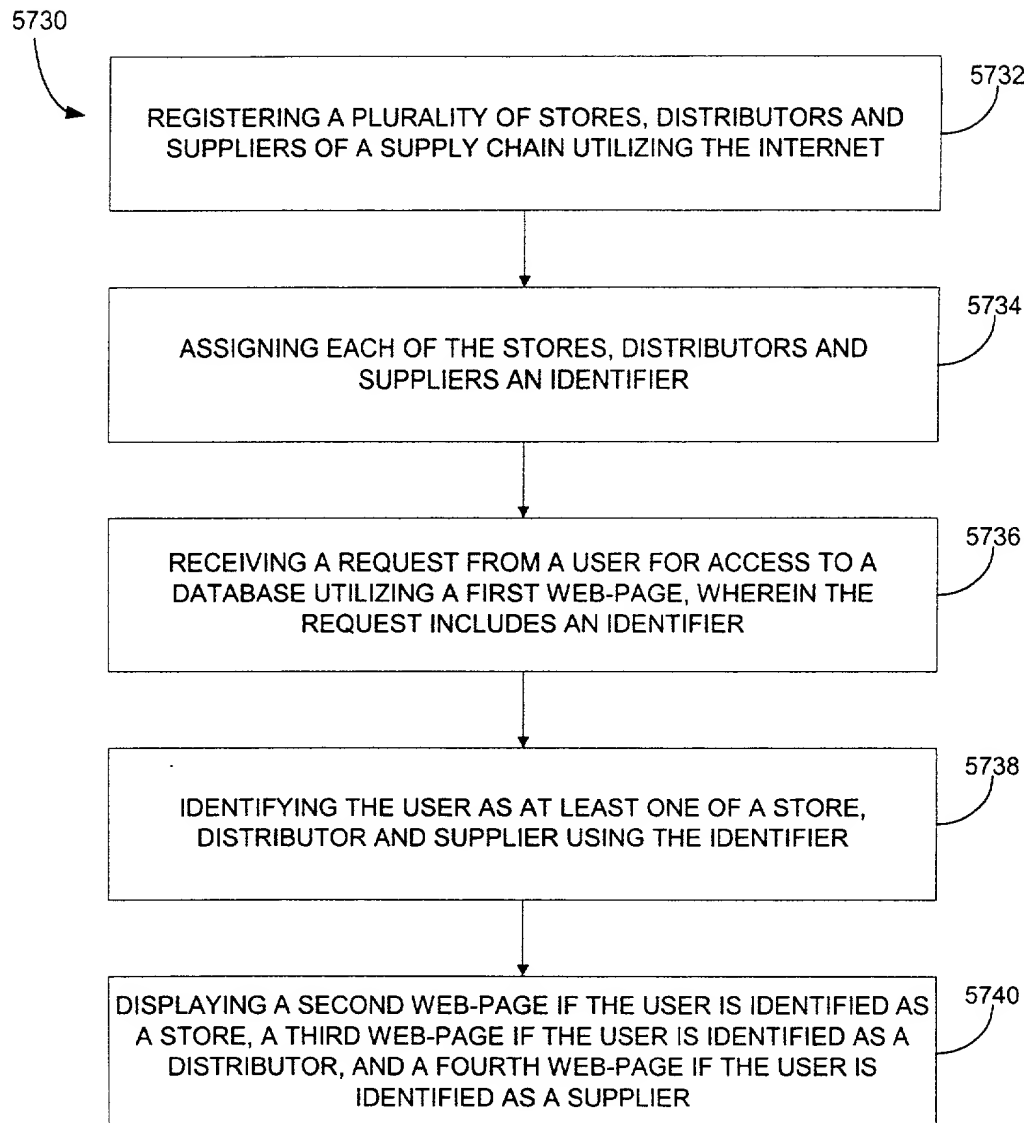 5730
5732
REGISTERING A PLURALITY OF STORES, DISTRIBUTORS AND
SUPPLIERS OF A SUPPLY CHAIN UTILIZING THE INTERNET
5734
ASSIGNING EACH OF THE STORES, DISTRIBUTORS AND
SUPPLIERS AN IDENTIFIER
5736
RECEIVING A REQUEST FROM A USER FOR ACCESS TO A
DATABASE UTILIZING A FIRST WEB-PAGE, WHEREIN THE
REQUEST INCLUDES AN IDENTIFIER
5738
IDENTIFYING THE USER AS AT LEAST ONE OF A STORE,
DISTRIBUTOR AND SUPPLIER USING THE IDENTIFIER
5740
DISPLAYING A SECOND WEB-PAGE IF THE USER IS IDENTIFIED AS
A STORE, A THIRD WEB-PAGE IF THE USER IS IDENTIFIED AS A
DISTRIBUTOR, AND A FOURTH WEB-PAGE IF THE USER IS
IDENTIFIED AS A SUPPLIER